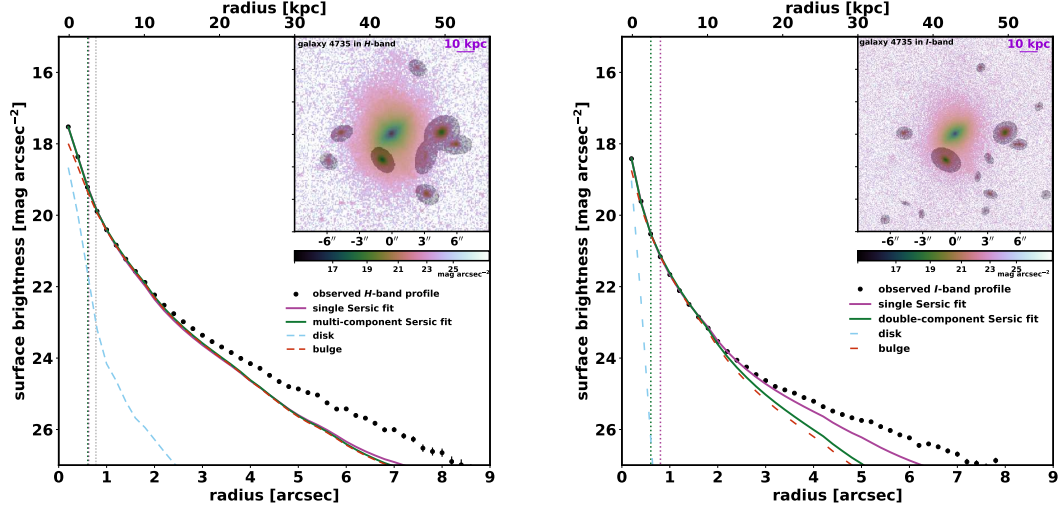 radius [kpc]
0 10 20 30 40 50
surface brightness [mag arcsec−2]
16
18
20
22
24
26
galaxy 4735 in H-band
10 kpc
-6′′ -3′′ 0′′ 3′′ 6′′
17 19 21 23 25
mag arcsec−2
observed H-band profile
single Sersic fit
multi-component Sersic fit
disk
bulge
0 1 2 3 4 5 6 7 8 9
radius [arcsec]
radius [kpc]
0 10 20 30 40 50
surface brightness [mag arcsec−2]
16
18
20
22
24
26
galaxy 4735 in I-band
10 kpc
-6′′ -3′′ 0′′ 3′′ 6′′
17 19 21 23 25
mag arcsec−2
observed I-band profile
single Sersic fit
double-component Sersic fit
disk
bulge
0 1 2 3 4 5 6 7 8 9
radius [arcsec]